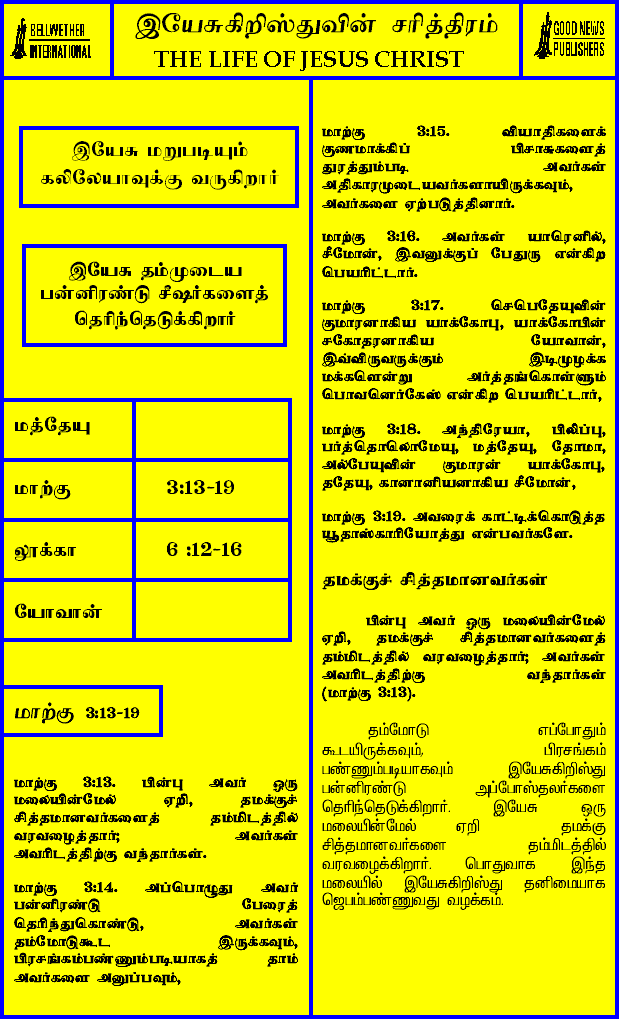 BELLWETHER
INTERNATIONAL
இயேசுகிறிஸ்துவின் சரித்திரம்
THE LIFE OF JESUS CHRIST
GOOD NEWS
PUBLISHERS
இயேசு மறுபடியும்
கலிலேயாவுக்கு வருகிறார்
இயேசு தம்முடைய
பன்னிரண்டு சீஷர்களைத்
தெரிந்தெடுக்கிறார்
மத்தேயு
மாற்கு 3:13-19
லூக்கா 6 :12-16
யோவான்
மாற்கு 3:13-19
மாற்கு 3:13. பின்பு அவர் ஒரு
மலையின்மேல் ஏறி, தமக்குச்
சித்தமானவர்களைத் தம்மிடத்தில்
வரவழைத்தார்; அவர்கள்
அவரிடத்திற்கு வந்தார்கள்.
மாற்கு 3:14. அப்பொழுது அவர்
பன்னிரண்டு பேரைத்
தெரிந்துகொண்டு, அவர்கள்
தம்மோடுகூட இருக்கவும்,
பிரசங்கம்பண்ணும்படியாகத் தாம்
அவர்களை அனுப்பவும்,
மாற்கு 3:15. வியாதிகளைக்
குணமாக்கிப் பிசாசுகளைத்
துரத்தும்படி அவர்கள்
அதிகாரமுடையவர்களாயிருக்கவும்,
அவர்களை ஏற்படுத்தினார்.
மாற்கு 3:16. அவர்கள் யாரெனில்,
சீமோன், இவனுக்குப் பேதுரு என்கிற
பெயரிட்டார்.
மாற்கு 3:17. செபெதேயுவின்
குமாரனாகிய யாக்கோபு, யாக்கோபின்
சகோதரனாகிய யோவான்,
இவ்விருவருக்கும் இடிமுழக்க
மக்களென்று அர்த்தங்கொள்ளும்
பொவனெர்கேஸ் என்கிற பெயரிட்டார்,
மாற்கு 3:18. அந்திரேயா, பிலிப்பு,
பர்த்தொலொமேயு, மத்தேயு, தோமா,
அல்பேயுவின் குமாரன் யாக்கோபு,
ததேயு, கானானியனாகிய சீமோன்,
மாற்கு 3:19. அவரைக் காட்டிக்கொடுத்த
யூதாஸ்காரியோத்து என்பவர்களே.
தமக்குச் சித்தமானவர்கள்
பின்பு அவர் ஒரு மலையின்மேல்
ஏறி, தமக்குச் சித்தமானவர்களைத்
தம்மிடத்தில் வரவழைத்தார்; அவர்கள்
அவரிடத்திற்கு வந்தார்கள்
(மாற்கு 3:13).
தம்மோடு எப்போதும்
கூடயிருக்கவும், பிரசங்கம்
பண்ணும்படியாகவும் இயேசுகிறிஸ்து
பன்னிரண்டு அப்போஸ்தலர்களை
தெரிந்தெடுக்கிறார். இயேசு ஒரு
மலையின்மேல் ஏறி தமக்கு
சித்தமானவர்களை தம்மிடத்தில்
வரவழைக்கிறார். பொதுவாக இந்த
மலையில் இயேசுகிறிஸ்து தனிமையாக
ஜெபம்பண்ணுவது வழக்கம்.